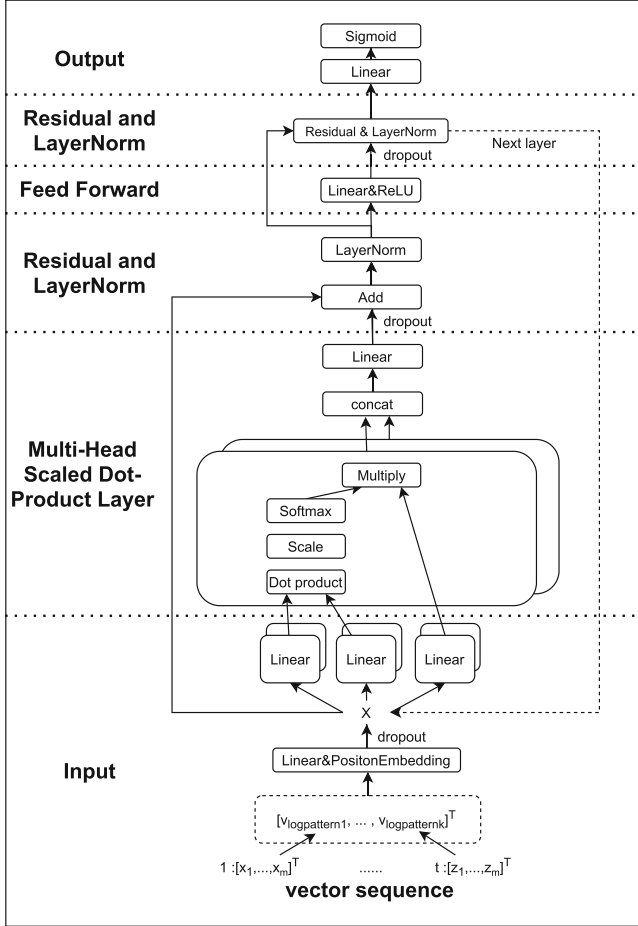 Sigmoid
Output
Linear
Residual and
LayerNorm
Residual & LayerNorm
Next layer
dropout
Feed Forward
Linear&ReLU
Residual and
LayerNorm
LayerNorm
Add
dropout
Linear
concat
Multi-Head
Scaled Dot-
Product Layer
Multiply
Softmax
Scale
Dot product
Linear Linear Linear
X
dropout
Input
Linear&PositonEmbedding
[v_logpattern1, ... , v_logpatternk]^T
1 :[x_1,...,x_m]^T ...... t :[z_1,...,z_m]^T
vector sequence